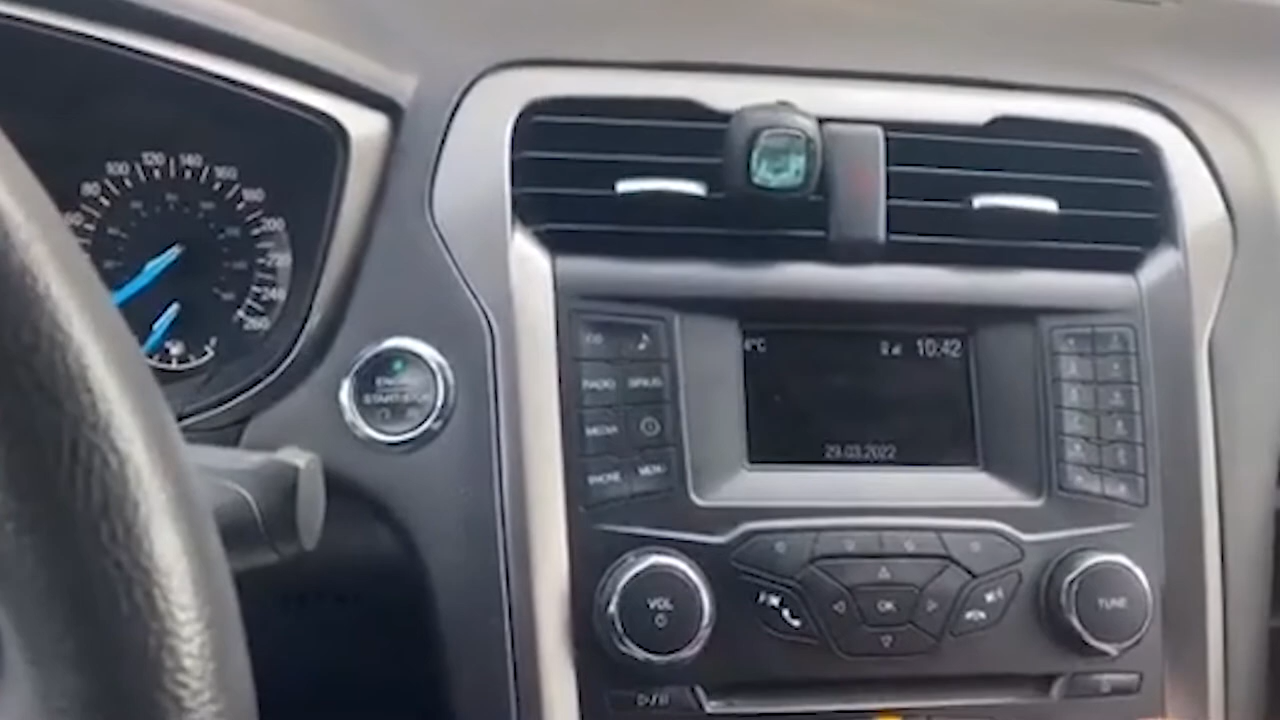 80
100
120
140
160
180
200
220
240
260
ENGINE
START STOP
4°C
10:42
29.03.2022
CD
RADIO
SIRIUS
MEDIA
PHONE
MENU
VOL
OK
TUNE